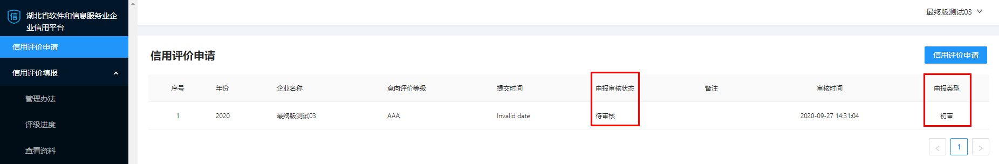 湖北省软件和信息服务业企
业信用平台
信用评价申请
信用评价填报
管理办法
评级进度
查看资料
最终版测试03
信用评价申请
信用评价申请
序号 年份 企业名称 意向评价等级 提交时间 申报审核状态 备注 审核时间 申报类型
1 2020 最终版测试03 AAA Invalid date 待审核 2020-09-27 14:31:04 初审
< 1 >